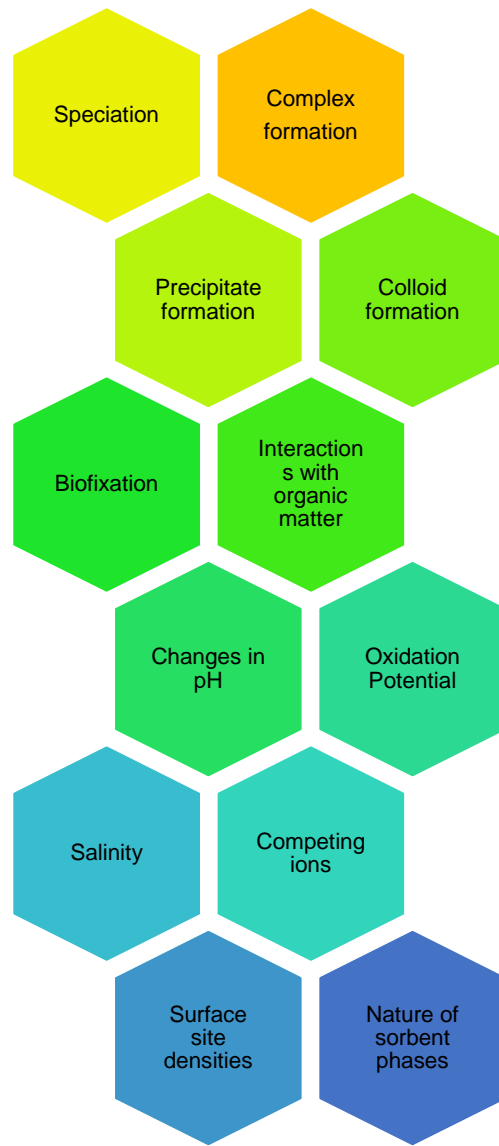 Speciation
Complex
formation
Precipitate
formation
Colloid
formation
Biofixation
Interaction
s with
organic
matter
Changes in
pH
Oxidation
Potential
Salinity
Competing
ions
Surface
site
densities
Nature of
sorbent
phases